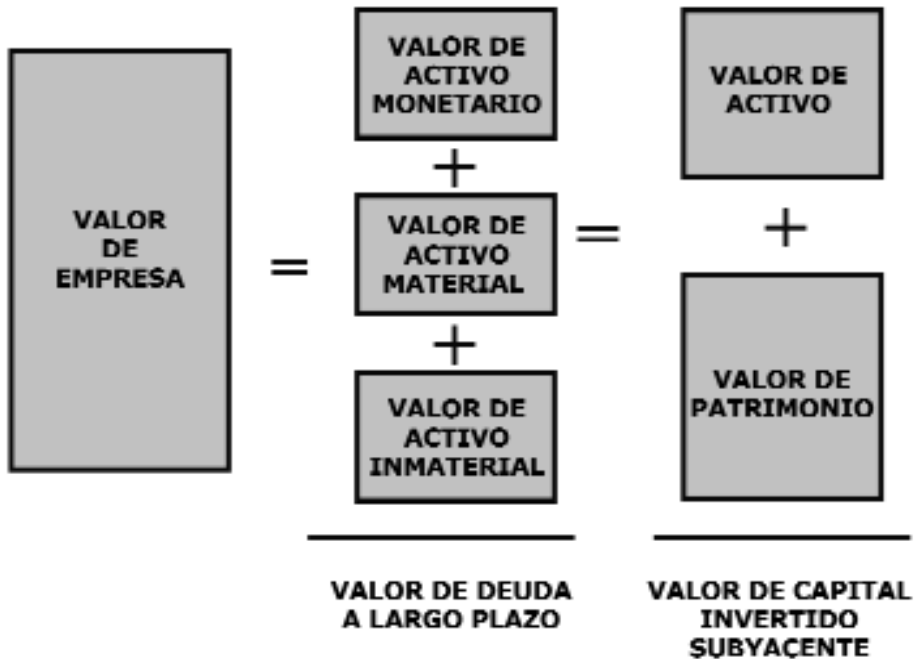 VALOR
DE
EMPRESA
=
VALOR DE
ACTIVO
MONETARIO
+
VALOR DE
ACTIVO
MATERIAL
+
VALOR DE
ACTIVO
INMATERIAL
VALOR DE DEUDA
A LARGO PLAZO
=
VALOR DE
ACTIVO
+
VALOR DE
PATRIMONIO
VALOR DE CAPITAL
INVERTIDO
SUBYAÇENTE